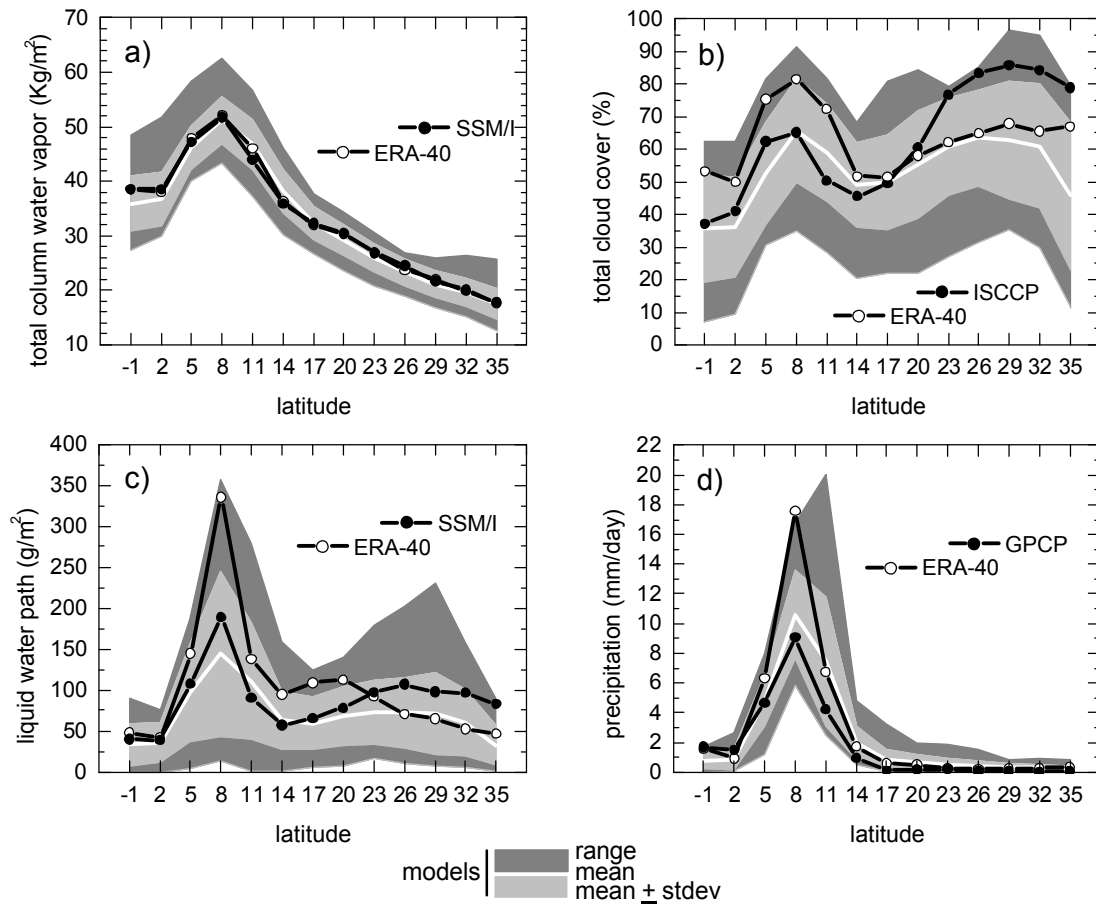 a)
total column water vapor (Kg/m²)
70
60
50
40
30
20
10
SSM/I
ERA-40
-1 2 5 8 11 14 17 20 23 26 29 32 35
latitude
b)
total cloud cover (%)
100
90
80
70
60
50
40
30
20
10
0
ISCCP
ERA-40
-1 2 5 8 11 14 17 20 23 26 29 32 35
latitude
c)
liquid water path (g/m²)
400
350
300
250
200
150
100
50
0
SSM/I
ERA-40
-1 2 5 8 11 14 17 20 23 26 29 32 35
latitude
d)
precipitation (mm/day)
22
20
18
16
14
12
10
8
6
4
2
0
GPCP
ERA-40
-1 2 5 8 11 14 17 20 23 26 29 32 35
latitude
models
range
mean
mean ± stdev